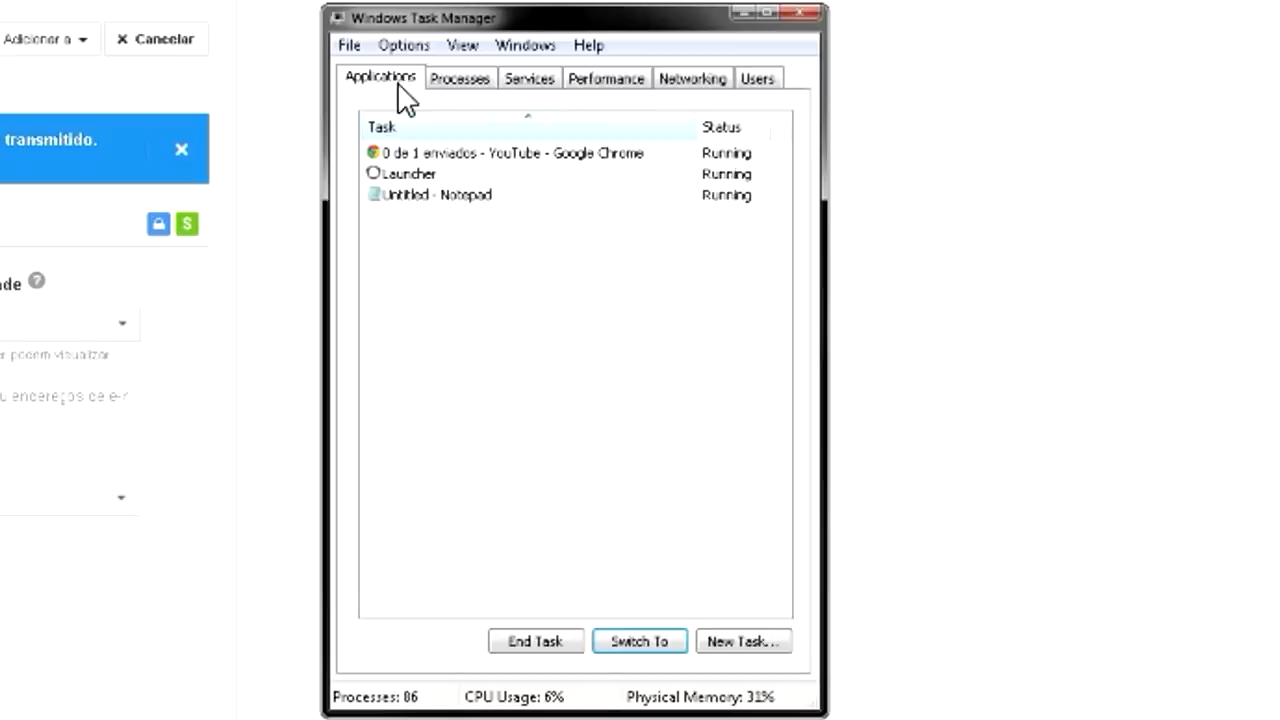 Adicionar a
Cancelar
transmitido.
S
de
?
podem visualizar
Windows Task Manager
File Options View Windows Help
Applications Processes Services Performance Networking Users
Task Status
0 de 1 enviados - YouTube - Google Chrome Running
Launcher Running
Untitled - Notepad Running
End Task Switch To New Task...
Processes: 86 CPU Usage: 6% Physical Memory: 31%